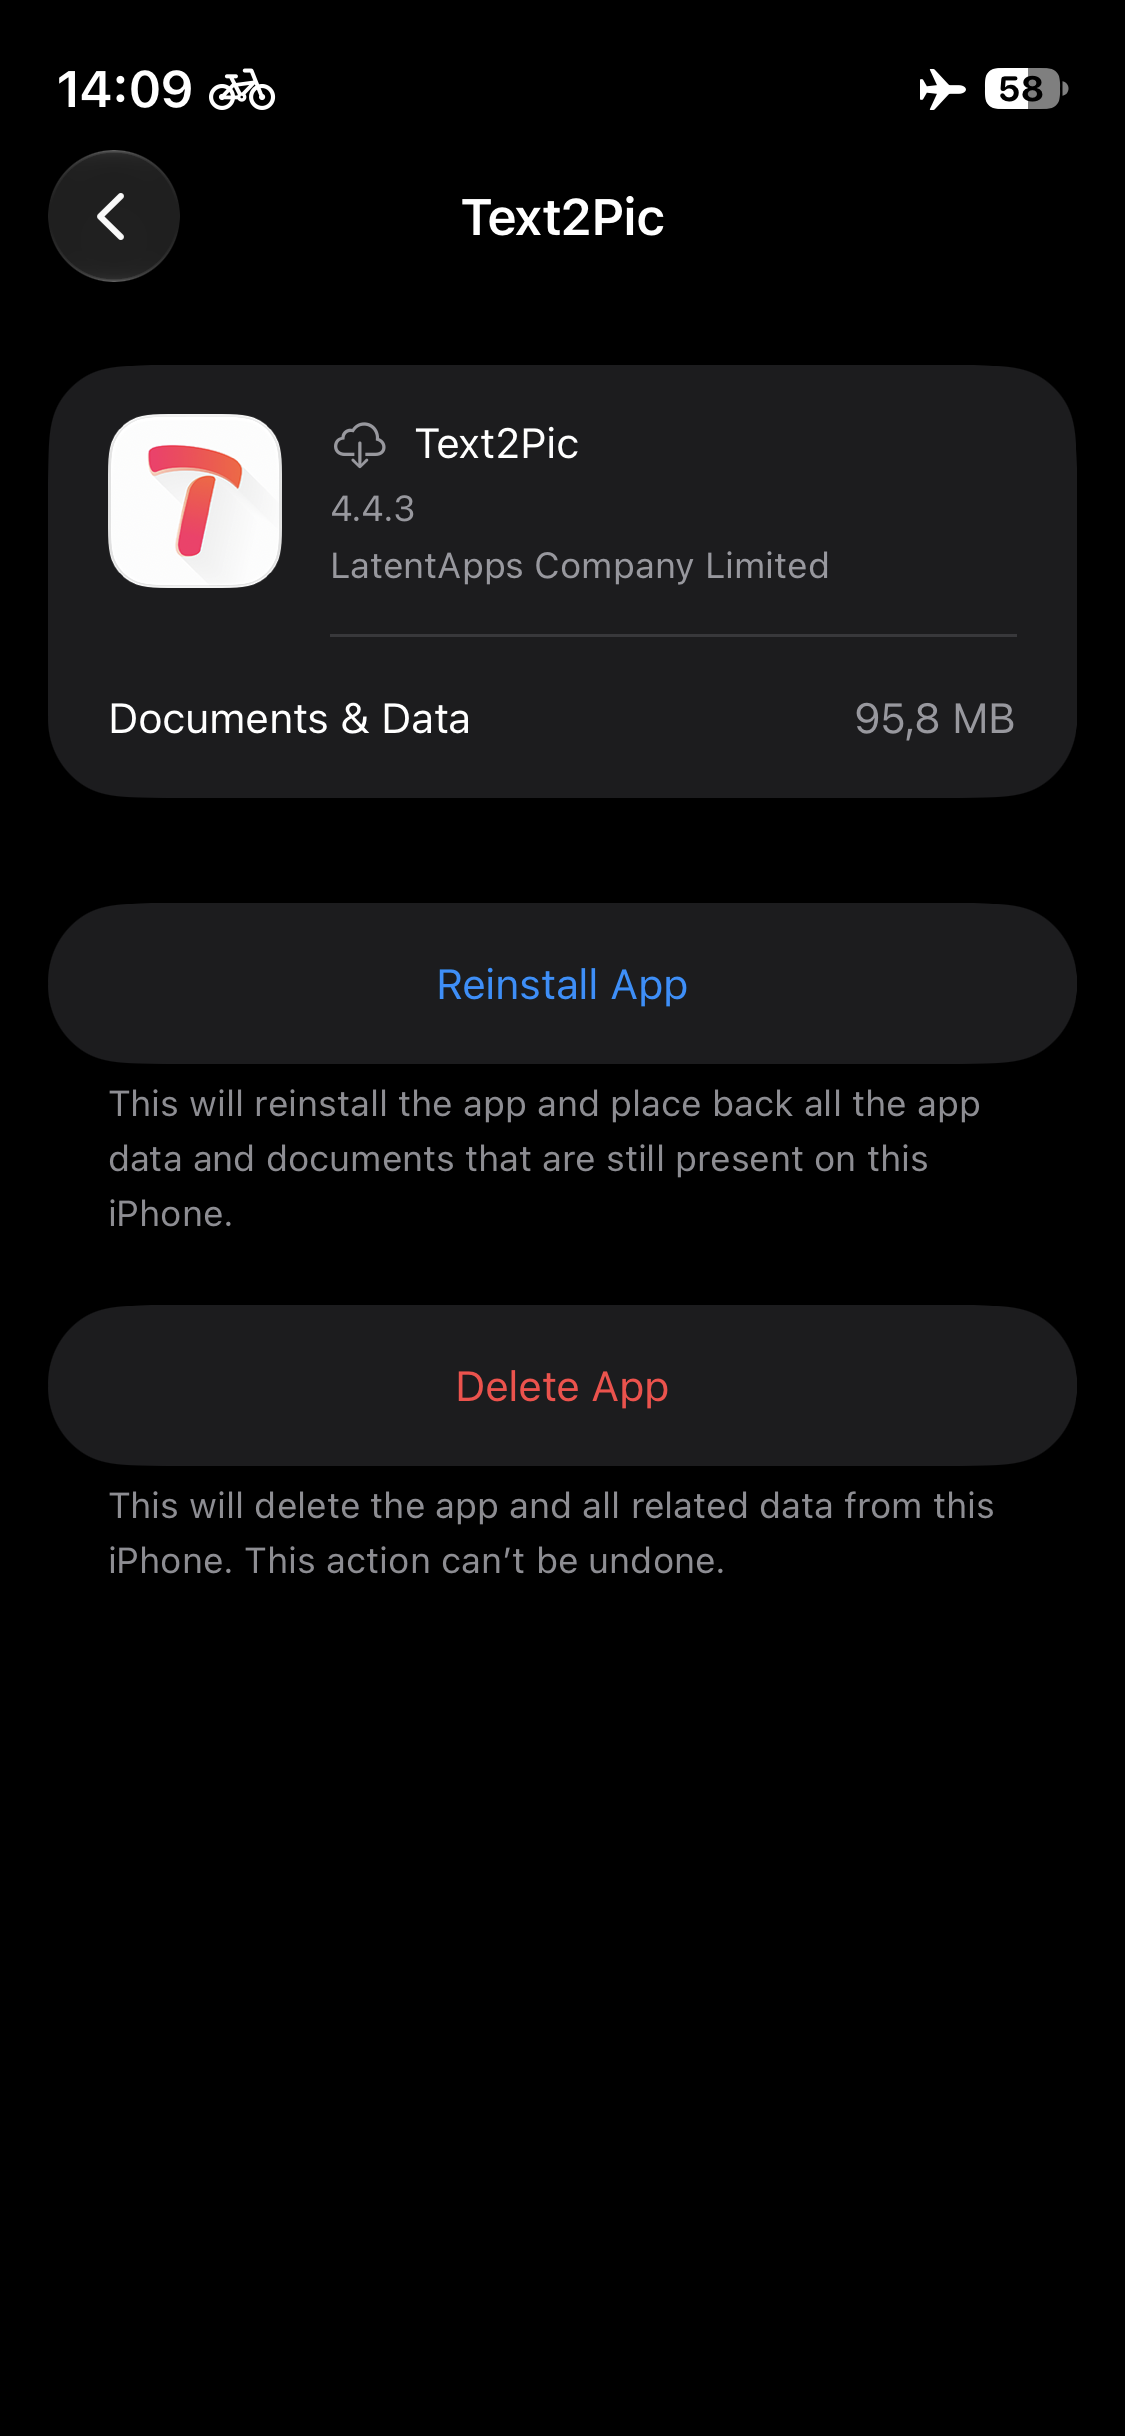 14:09
58
Text2Pic
Text2Pic
4.4.3
LatentApps Company Limited
Documents & Data
95,8 MB
Reinstall App
This will reinstall the app and place back all the app
data and documents that are still present on this
iPhone.
Delete App
This will delete the app and all related data from this
iPhone. This action can’t be undone.